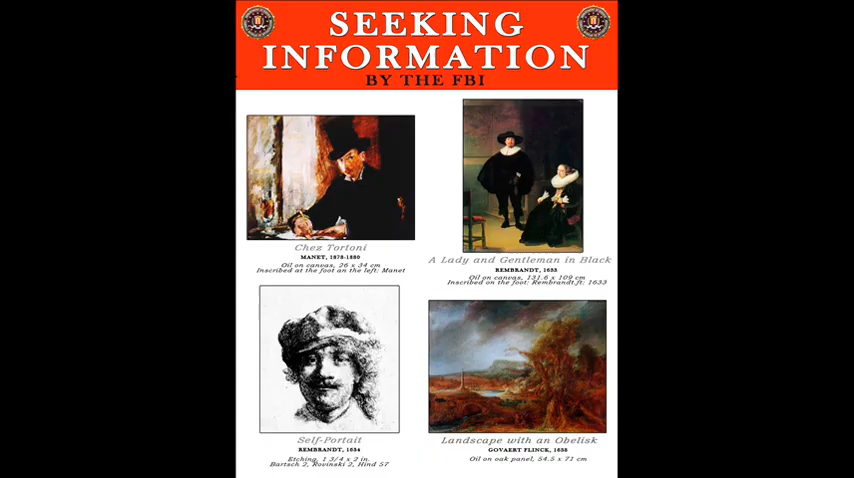 SEEKING
INFORMATION
BY THE FBI
Chez Tortoni
MANET, 1878-1880
Oil on canvas, 26 x 34 cm
Inscribed at the foot an the left: Manet
A Lady and Gentleman in Black
REMBRANDT, 1633
Oil on canvas, 131.6 x 109 cm
Inscribed on the foot: Rembrandt.ft: 1633
Self-Portait
REMBRANDT, 1634
Etching, 1 3/4 x 2 in.
Bartsch 2, Rovinski 2, Hind 57
Landscape with an Obelisk
GOVAERT FLINCK, 1638
Oil on oak panel, 54.5 x 71 cm